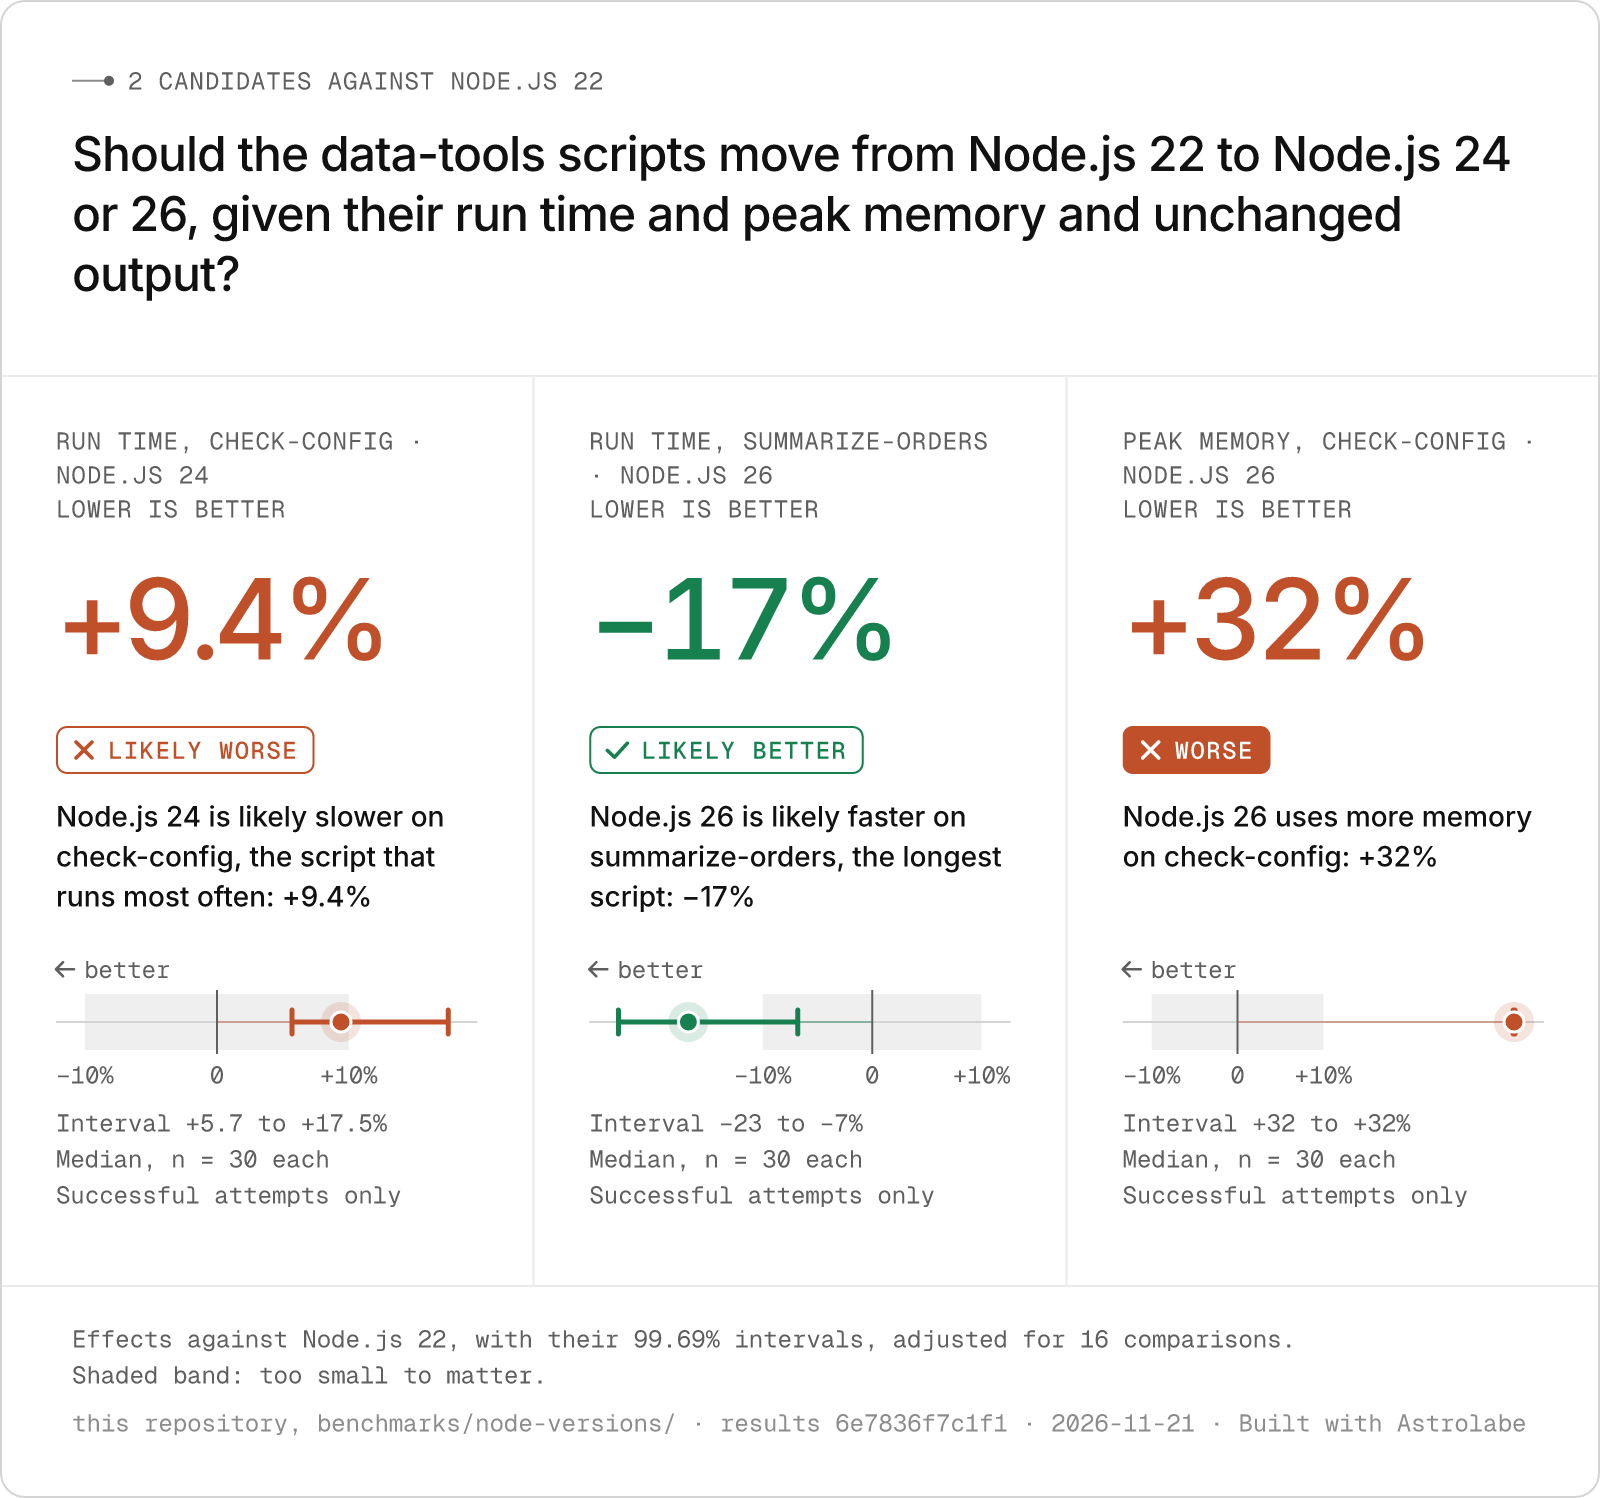 2 CANDIDATES AGAINST NODE.JS 22
Should the data-tools scripts move from Node.js 22 to Node.js 24
or 26, given their run time and peak memory and unchanged
output?
RUN TIME, CHECK-CONFIG ·
NODE.JS 24
LOWER IS BETTER
+9.4%
LIKELY WORSE
Node.js 24 is likely slower on
check-config, the script that
runs most often: +9.4%
← better
−10% 0 +10%
Interval +5.7 to +17.5%
Median, n = 30 each
Successful attempts only
RUN TIME, SUMMARIZE-ORDERS
· NODE.JS 26
LOWER IS BETTER
−17%
LIKELY BETTER
Node.js 26 is likely faster on
summarize-orders, the longest
script: −17%
← better
−10% 0 +10%
Interval −23 to −7%
Median, n = 30 each
Successful attempts only
PEAK MEMORY, CHECK-CONFIG ·
NODE.JS 26
LOWER IS BETTER
+32%
WORSE
Node.js 26 uses more memory
on check-config: +32%
← better
−10% 0 +10%
Interval +32 to +32%
Median, n = 30 each
Successful attempts only
Effects against Node.js 22, with their 99.69% intervals, adjusted for 16 comparisons.
Shaded band: too small to matter.
this repository, benchmarks/node-versions/ · results 6e7836f7c1f1 · 2026-11-21 · Built with Astrolabe